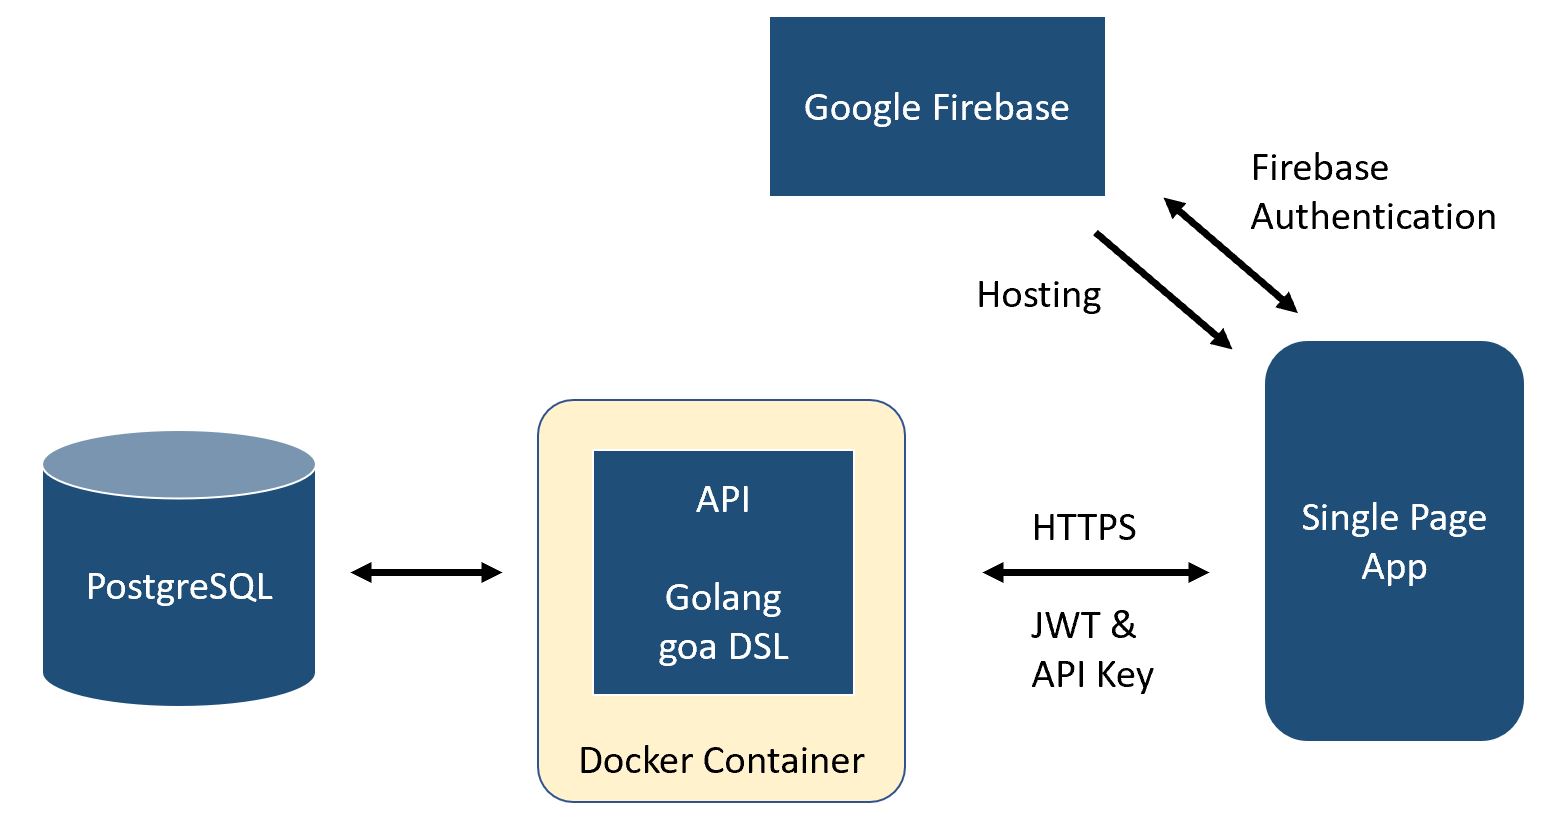 Google Firebase
Firebase
Authentication
Hosting
PostgreSQL
API
Golang
goa DSL
Docker Container
HTTPS
JWT &
API Key
Single Page
App